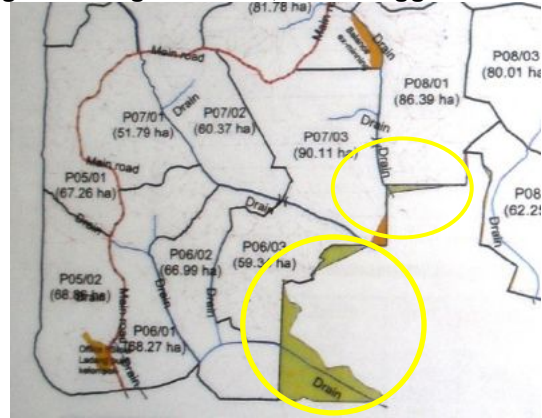 81.78 ha)
Main road
Main road
Drain
Balance
P08/03
(80.01 ha)
P08/01
(86.39 ha)
P07/01
(51.79 ha)
Drain
P07/02
(60.37 ha)
P07/03
(90.11 ha)
Drain
Drain
Main road
P05/01
(67.26 ha)
Drain
Drain
P06/02
(66.99 ha)
P06/03
P05/02
Drain
Main road
Drain
Drain
P06/01
Drain
Drain